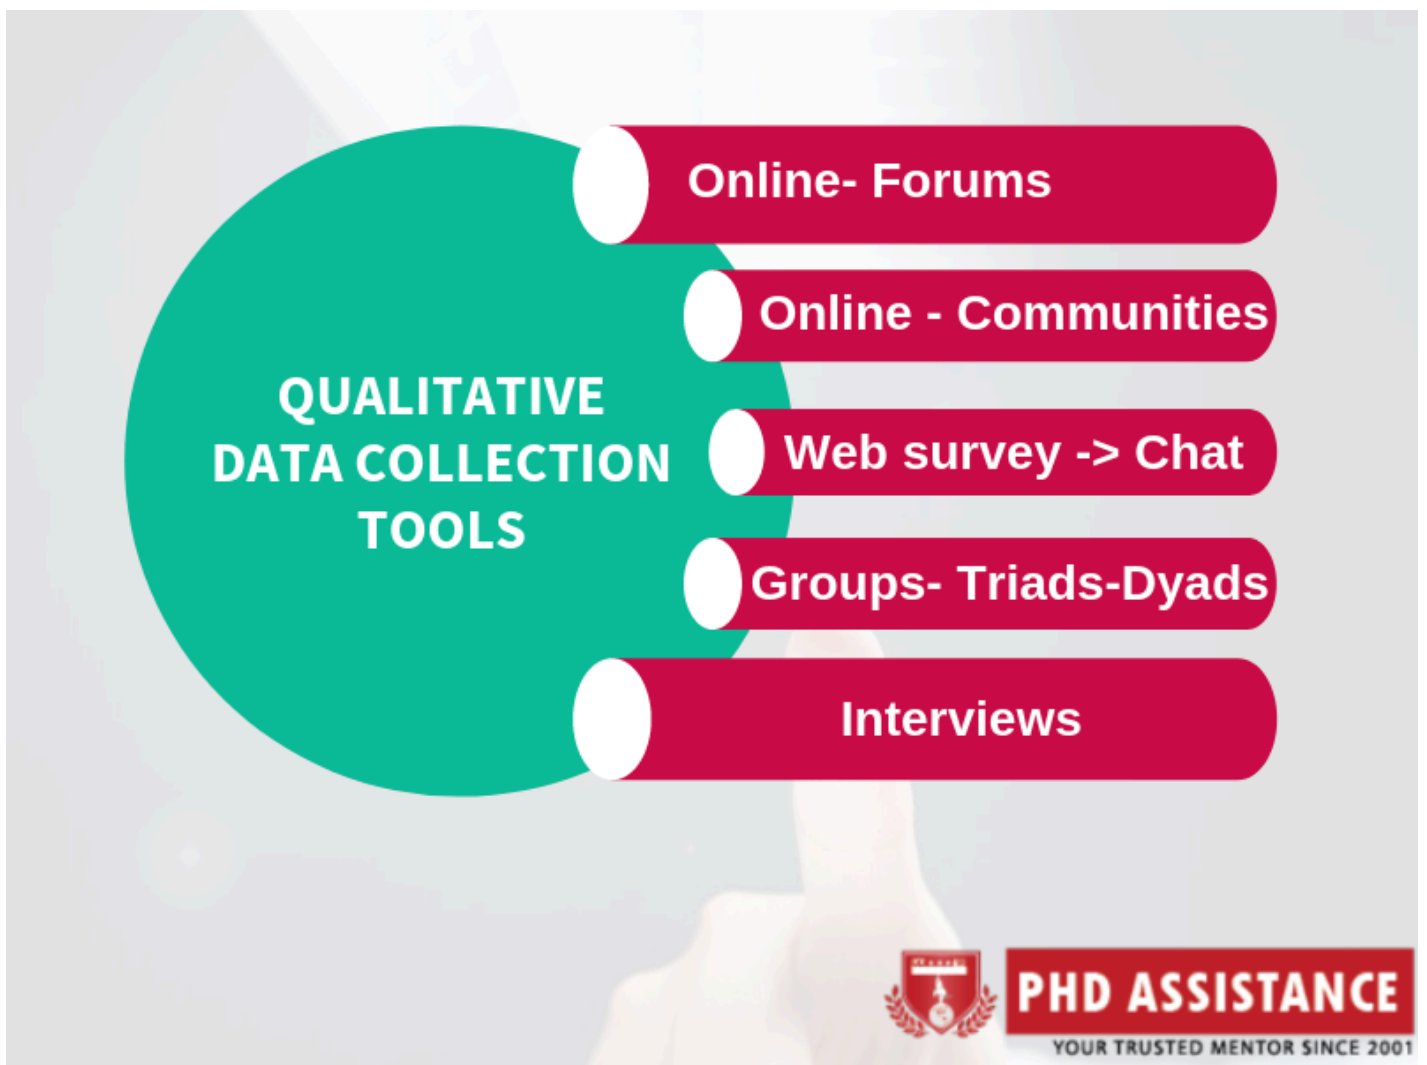 QUALITATIVE
DATA COLLECTION
TOOLS
Online- Forums
Online - Communities
Web survey -> Chat
Groups- Triads-Dyads
Interviews
PHD ASSISTANCE
YOUR TRUSTED MENTOR SINCE 2001